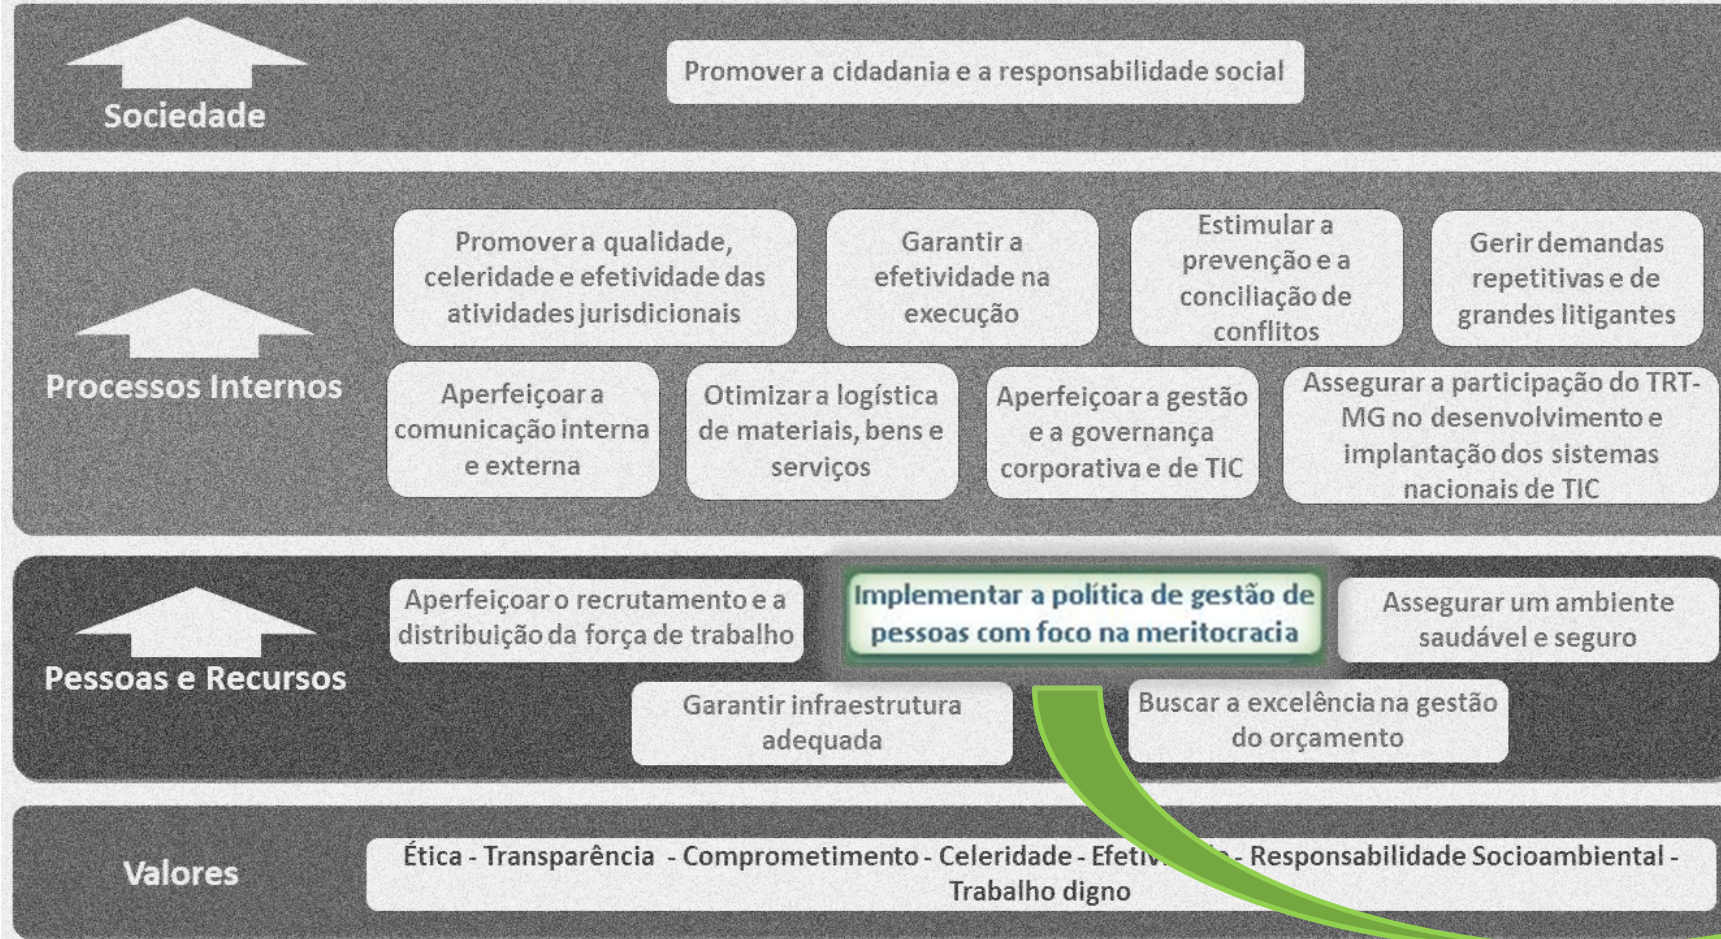 Promover a cidadania e a responsabilidade social
Sociedade
Promover a qualidade,
celeridade e efetividade das
atividades jurisdicionais
Garantir a
efetividade na
execução
Estimular a
prevenção e a
conciliação de
conflitos
Gerir demandas
repetitivas e de
grandes litigantes
Processos Internos
Aperfeiçoar a
comunicação interna
e externa
Otimizar a logística
de materiais, bens e
serviços
Aperfeiçoar a gestão
e a governança
corporativa e de TIC
Assegurar a participação do TRT-
MG no desenvolvimento e
implantação dos sistemas
nacionais de TIC
Aperfeiçoar o recrutamento e a
distribuição da força de trabalho
Implementar a política de gestão de
pessoas com foco na meritocracia
Assegurar um ambiente
saudável e seguro
Pessoas e Recursos
Garantir infraestrutura
adequada
Buscar a excelência na gestão
do orçamento
Valores
Ética - Transparência - Comprometimento - Celeridade - - Responsabilidade Socioambiental -
Trabalho digno